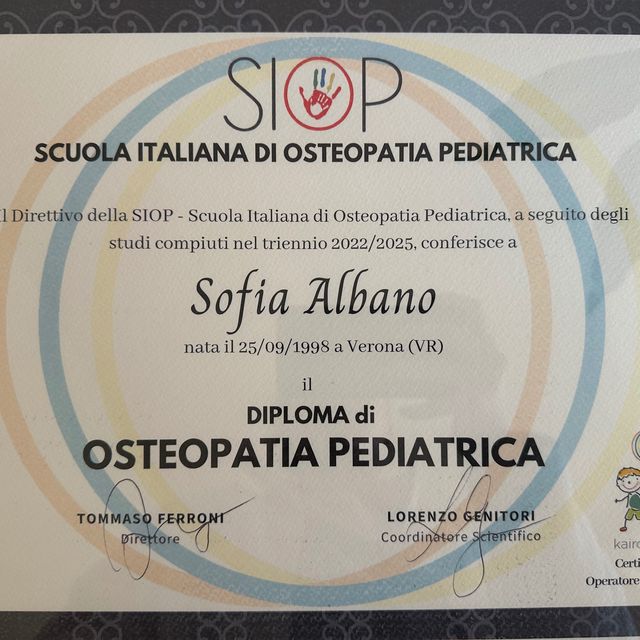 SIOP
SCUOLA ITALIANA DI OSTEOPATIA PEDIATRICA
Il Direttivo della SIOP - Scuola Italiana di Osteopatia Pediatrica, a seguito degli
studi compiuti nel triennio 2022/2025, conferisce a
Sofia Albano
nata il 25/09/1998 a Verona (VR)
il
DIPLOMA di
OSTEOPATIA PEDIATRICA
TOMMASO FERRONI
Direttore
LORENZO GENITORI
Coordinatore Scientifico
kairo
Certi
Operatore